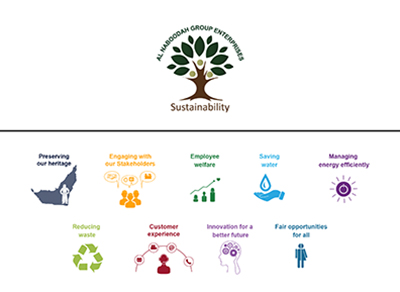 AL NABOODAH GROUP ENTERPRISES
Sustainability
Preserving
our heritage
Engaging with
our Stakeholders
Employee
welfare
Saving
water
Managing
energy efficiently
Reducing
waste
Customer
experience
Innovation for a
better future
Fair opportunities
for all